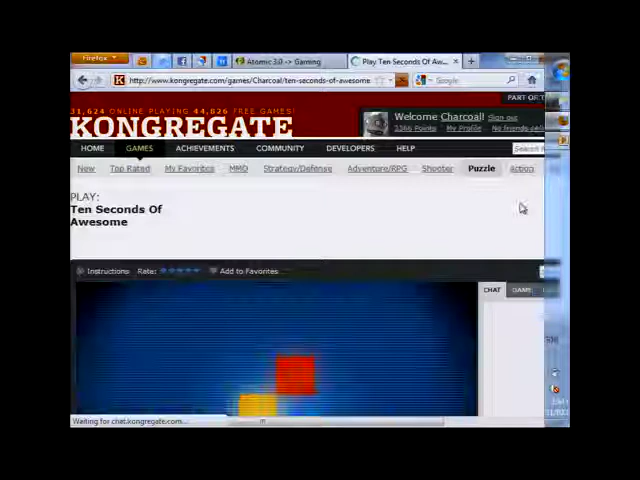 Firefox
Atomic 3.0 -> Gaming
Play Ten Seconds Of Aw...
http://www.kongregate.com/games/Charcoal/ten-seconds-of-awesome
Google
PART OF T
31,624 ONLINE PLAYING 44,826 FREE GAMES!
KONGREGATE
Welcome Charcoal! Sign out
My Profile
HOME GAMES ACHIEVEMENTS COMMUNITY DEVELOPERS HELP
New Top Rated My Favorites MMO Strategy/Defense Adventure/RPG Shooter Puzzle Action
PLAY:
Ten Seconds Of
Awesome
Instructions Rate: Add to Favorites
CHAT GAME
Waiting for chat.kongregate.com...